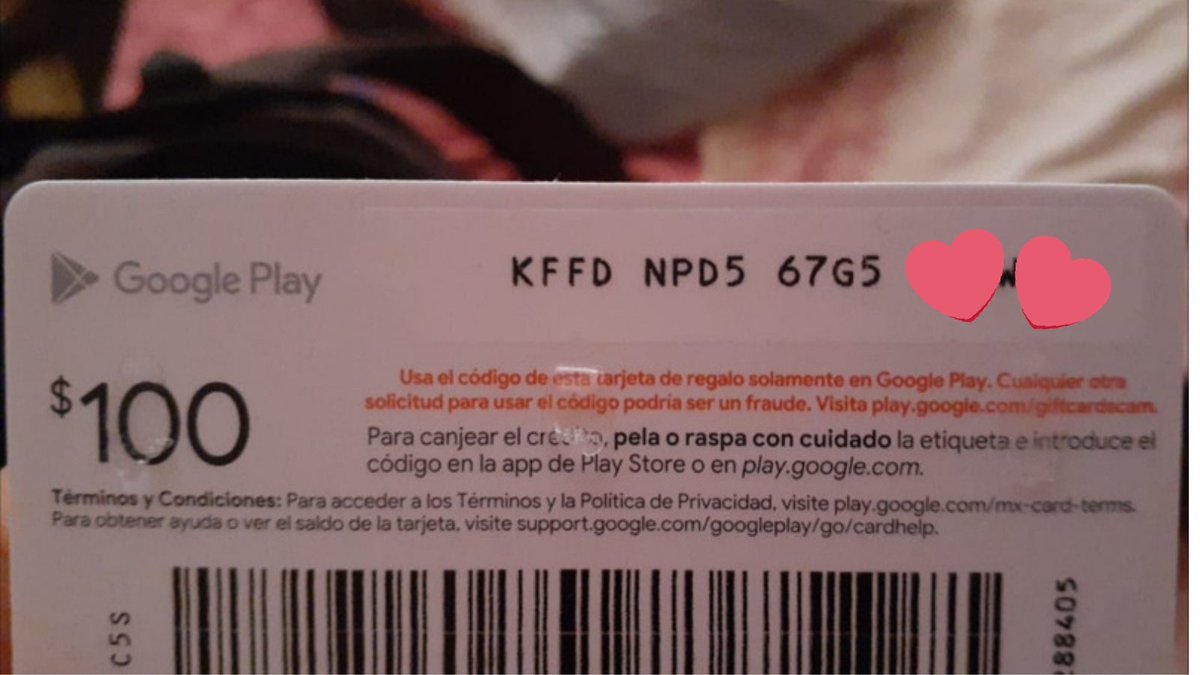 Google Play
KFFD NPD5 67G5
$100
Usa el código de esta tarjeta de regalo solamente en Google Play. Cualquier otra
solicitud para usar el código podría ser un fraude. Visita play.google.com/giftcardscam.
Para canjear el crédito, pela o raspa con cuidado la etiqueta e introduce el
código en la app de Play Store o en play.google.com.
Términos y Condiciones: Para acceder a los Términos y la Política de Privacidad, visite play.google.com/mx-card-terms.
Para obtener ayuda o ver el saldo de la tarjeta, visite support.google.com/googleplay/go/cardhelp.
C5S
288405